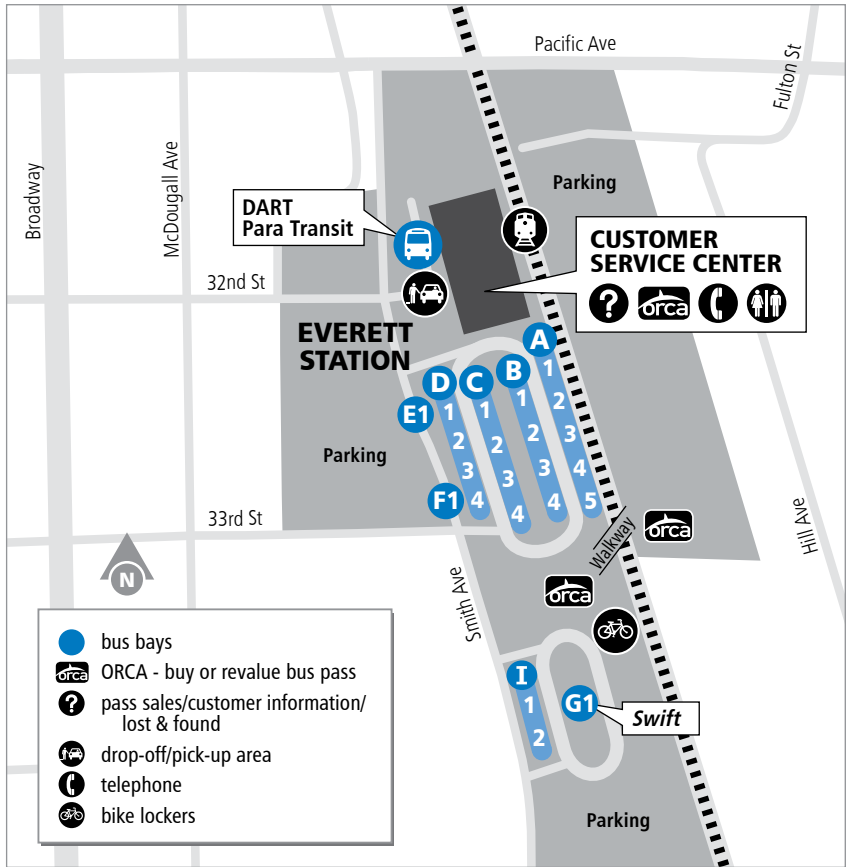 Pacific Ave
Fulton St
Broadway
McDougall Ave
Parking
DART
Para Transit
CUSTOMER
SERVICE CENTER
?
orca
32nd St
EVERETT
STATION
A
1
2
3
4
5
B
1
2
3
4
C
1
2
3
4
D
1
2
3
4
E1
F1
Parking
33rd St
Walkway
orca
Hill Ave
N
Smith Ave
orca
I
1
2
G1
Swift
Parking
bus bays
orca
ORCA - buy or revalue bus pass
?
pass sales/customer information/
lost & found
drop-off/pick-up area
telephone
bike lockers